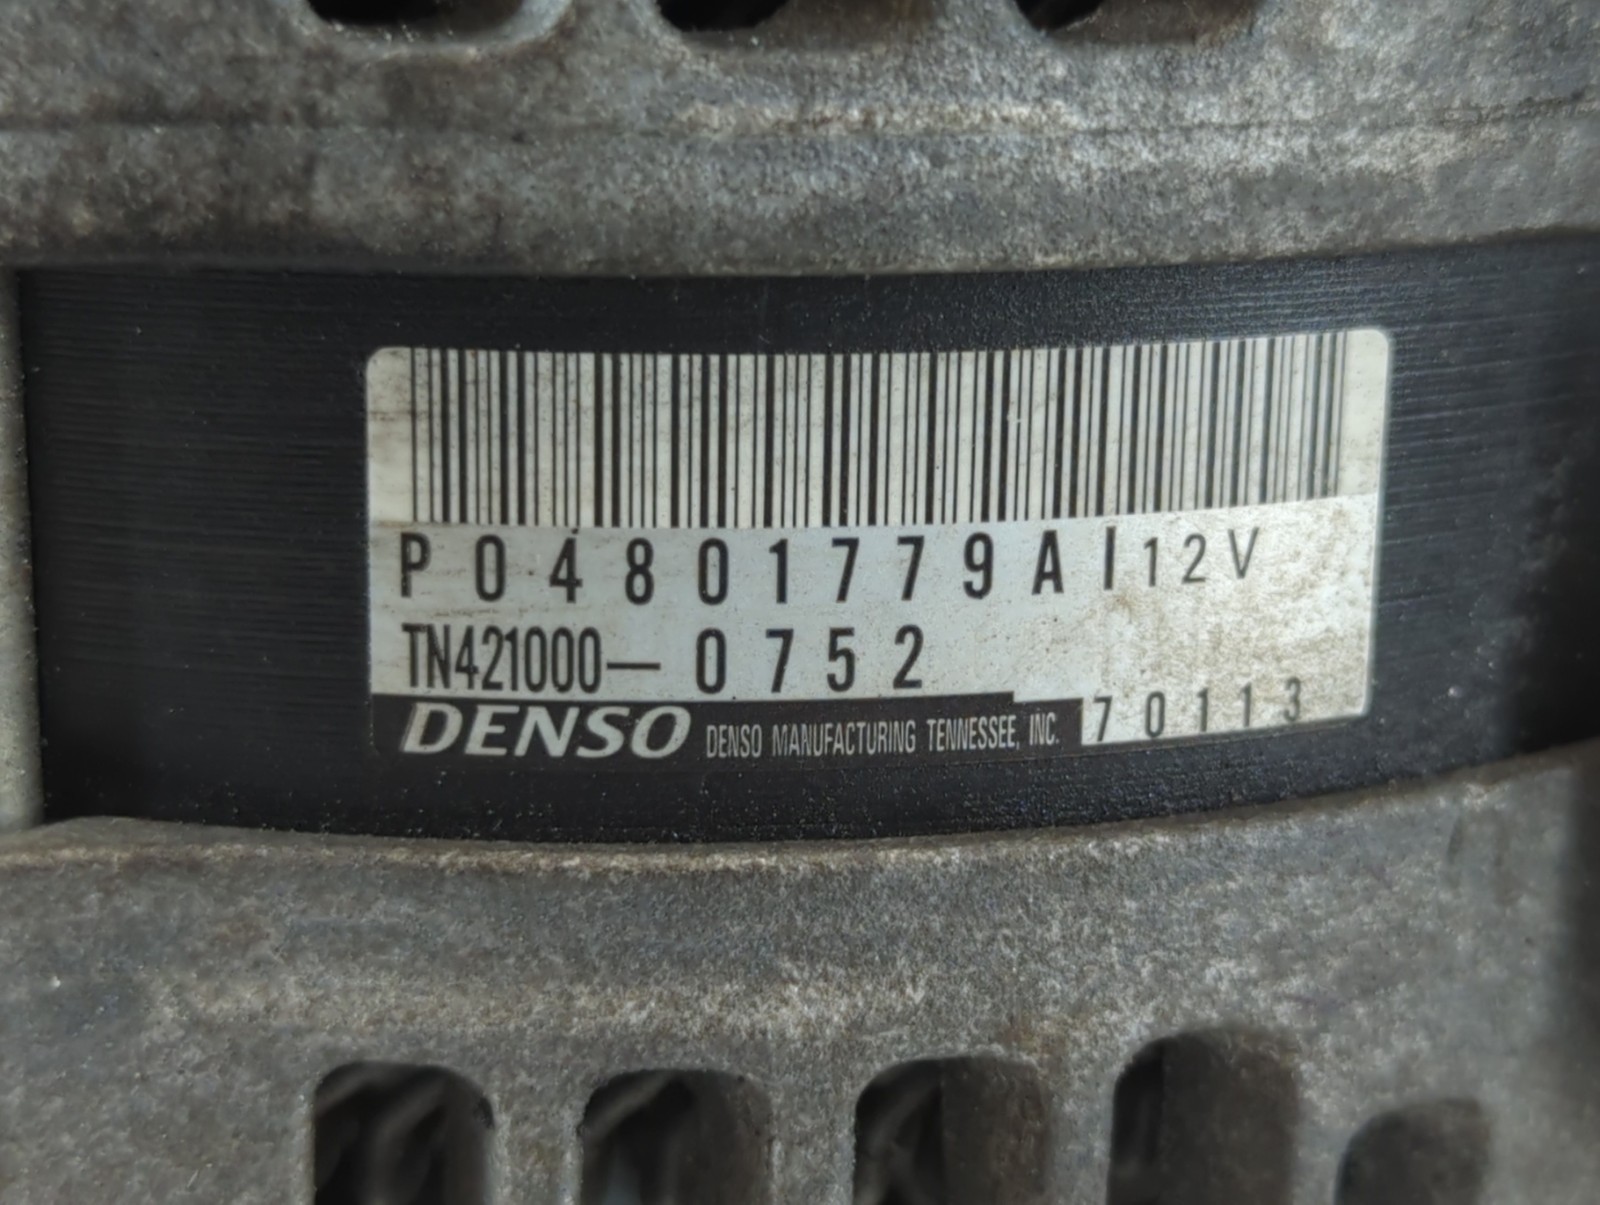 P04801779AI 12V
TN421000-0752
DENSO DENSO MANUFACTURING TENNESSEE, INC. 70113